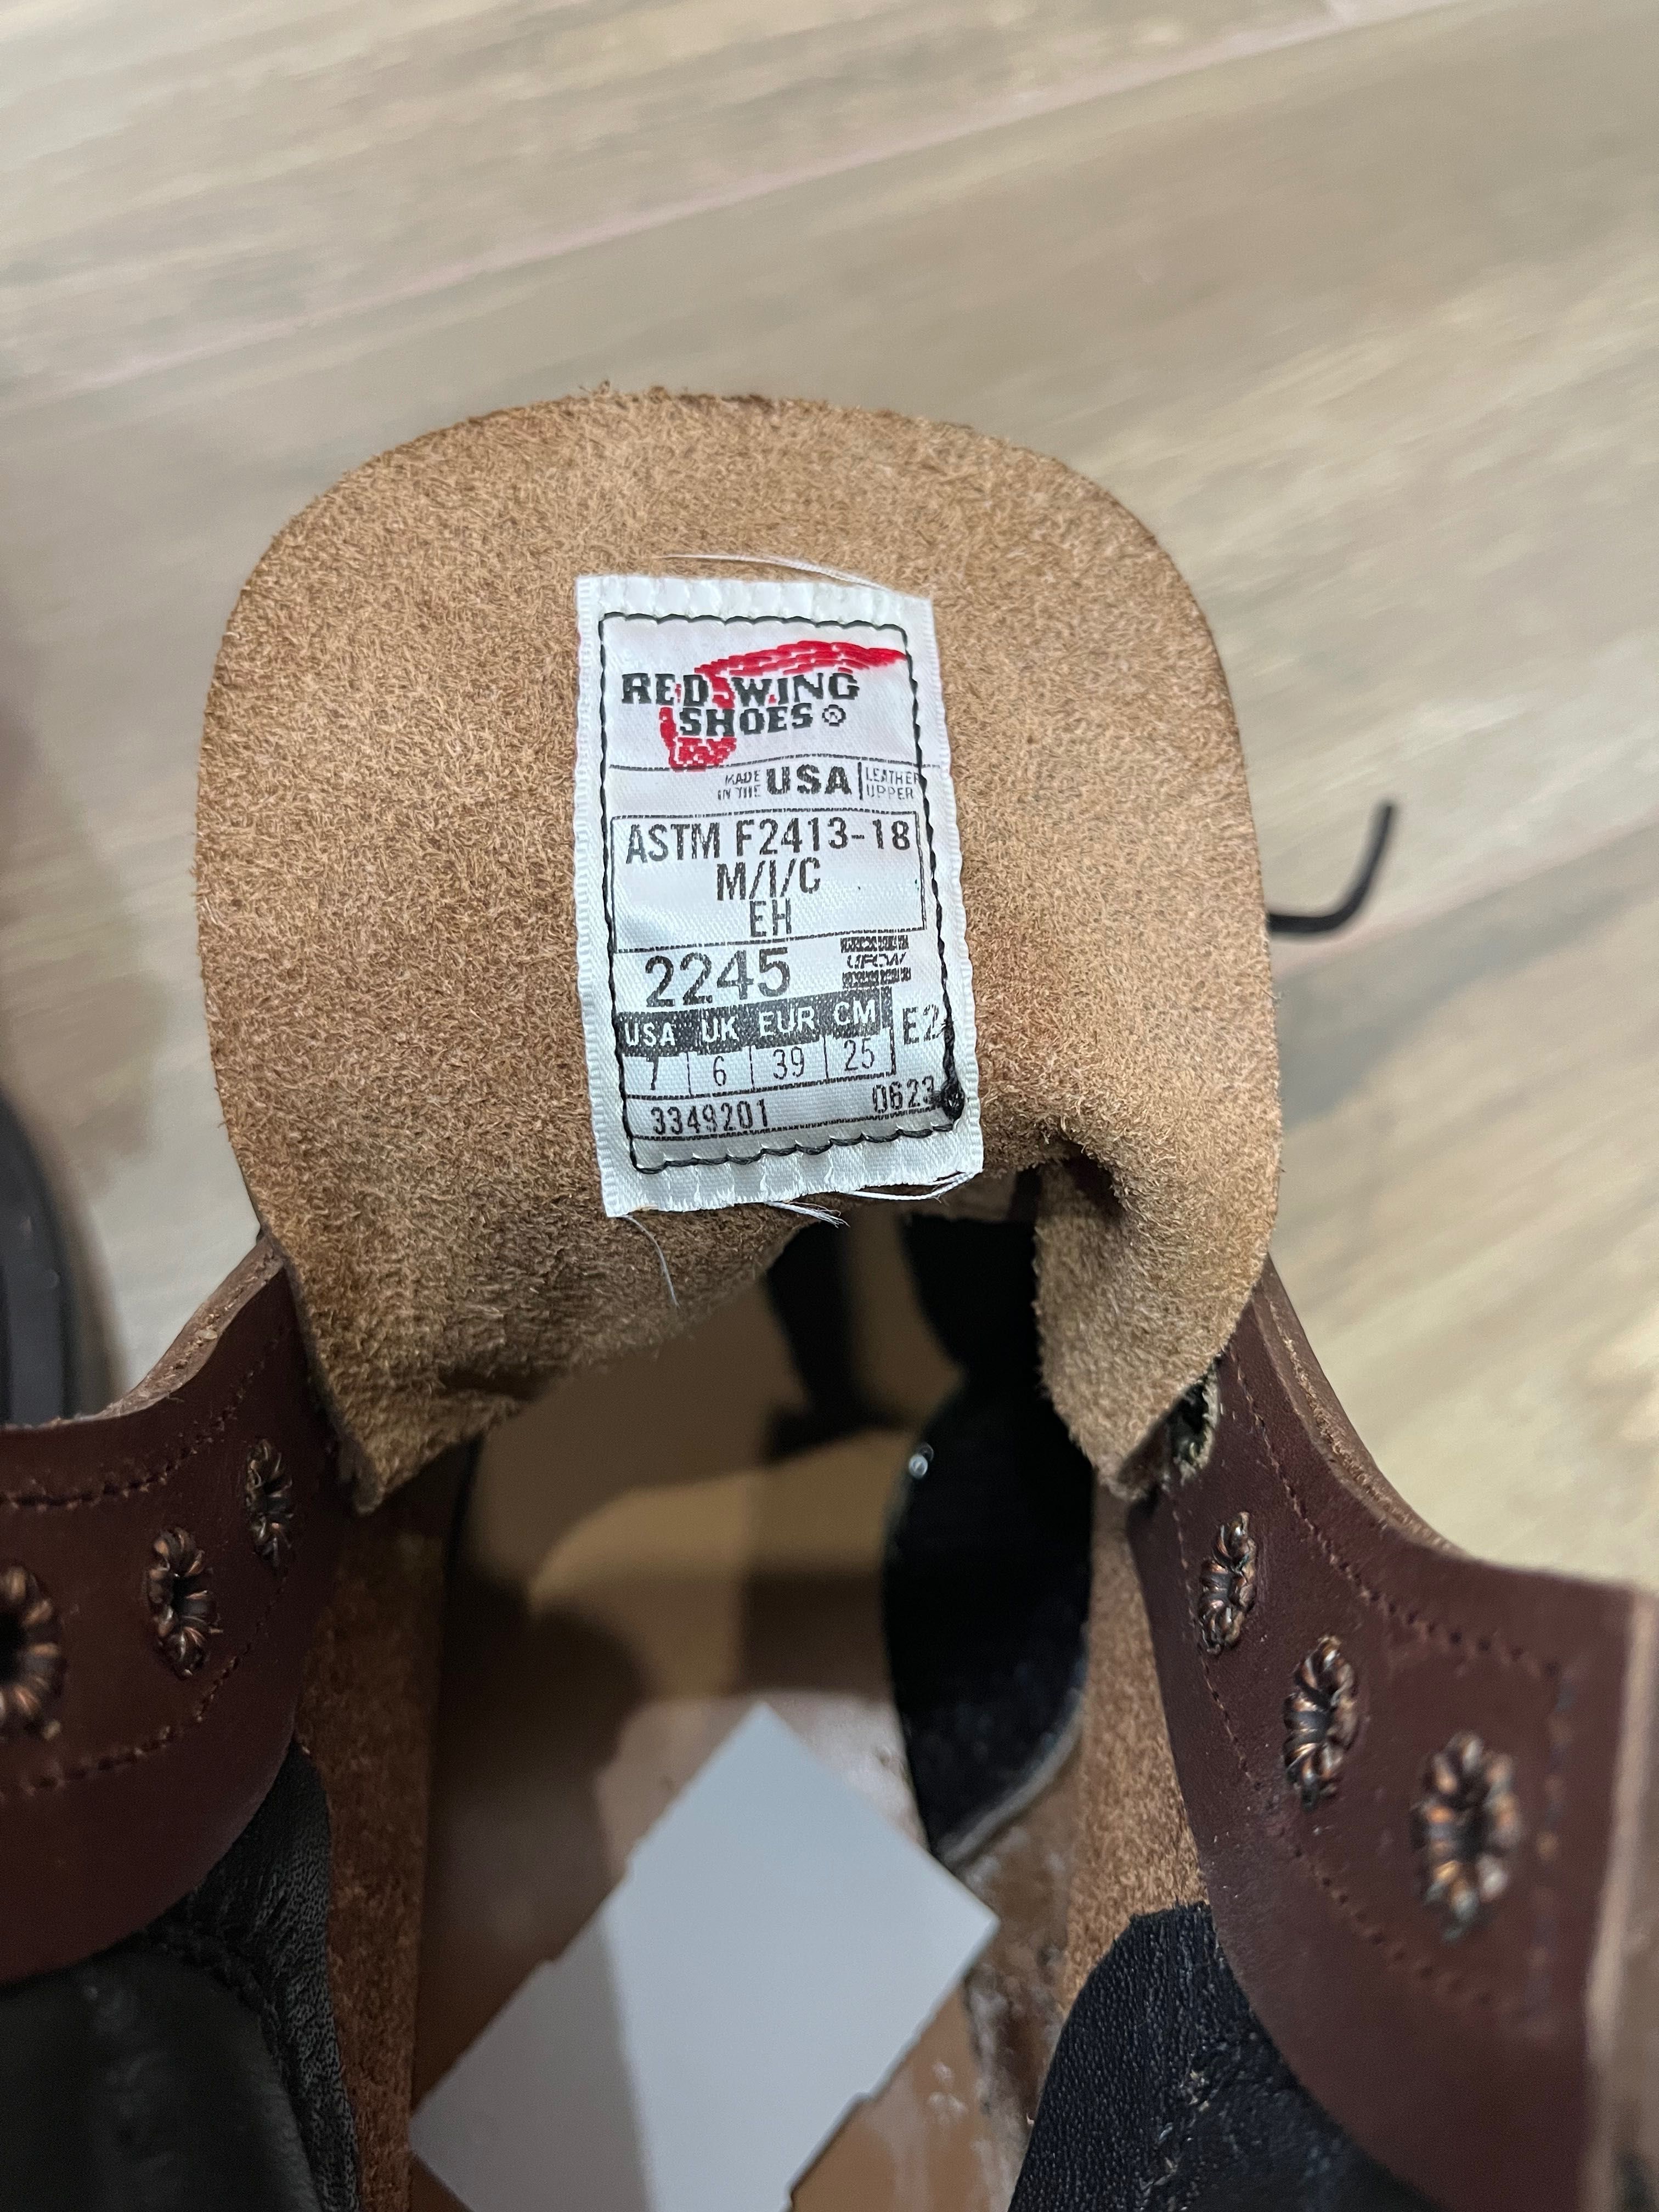 RED WING
SHOES®
MADE IN THE USA LEATHER UPPER
ASTM F2413-18
M/I/C
EH
2245 UFCW
USA UK EUR CM E2
7 6 39 25
3349201 0623